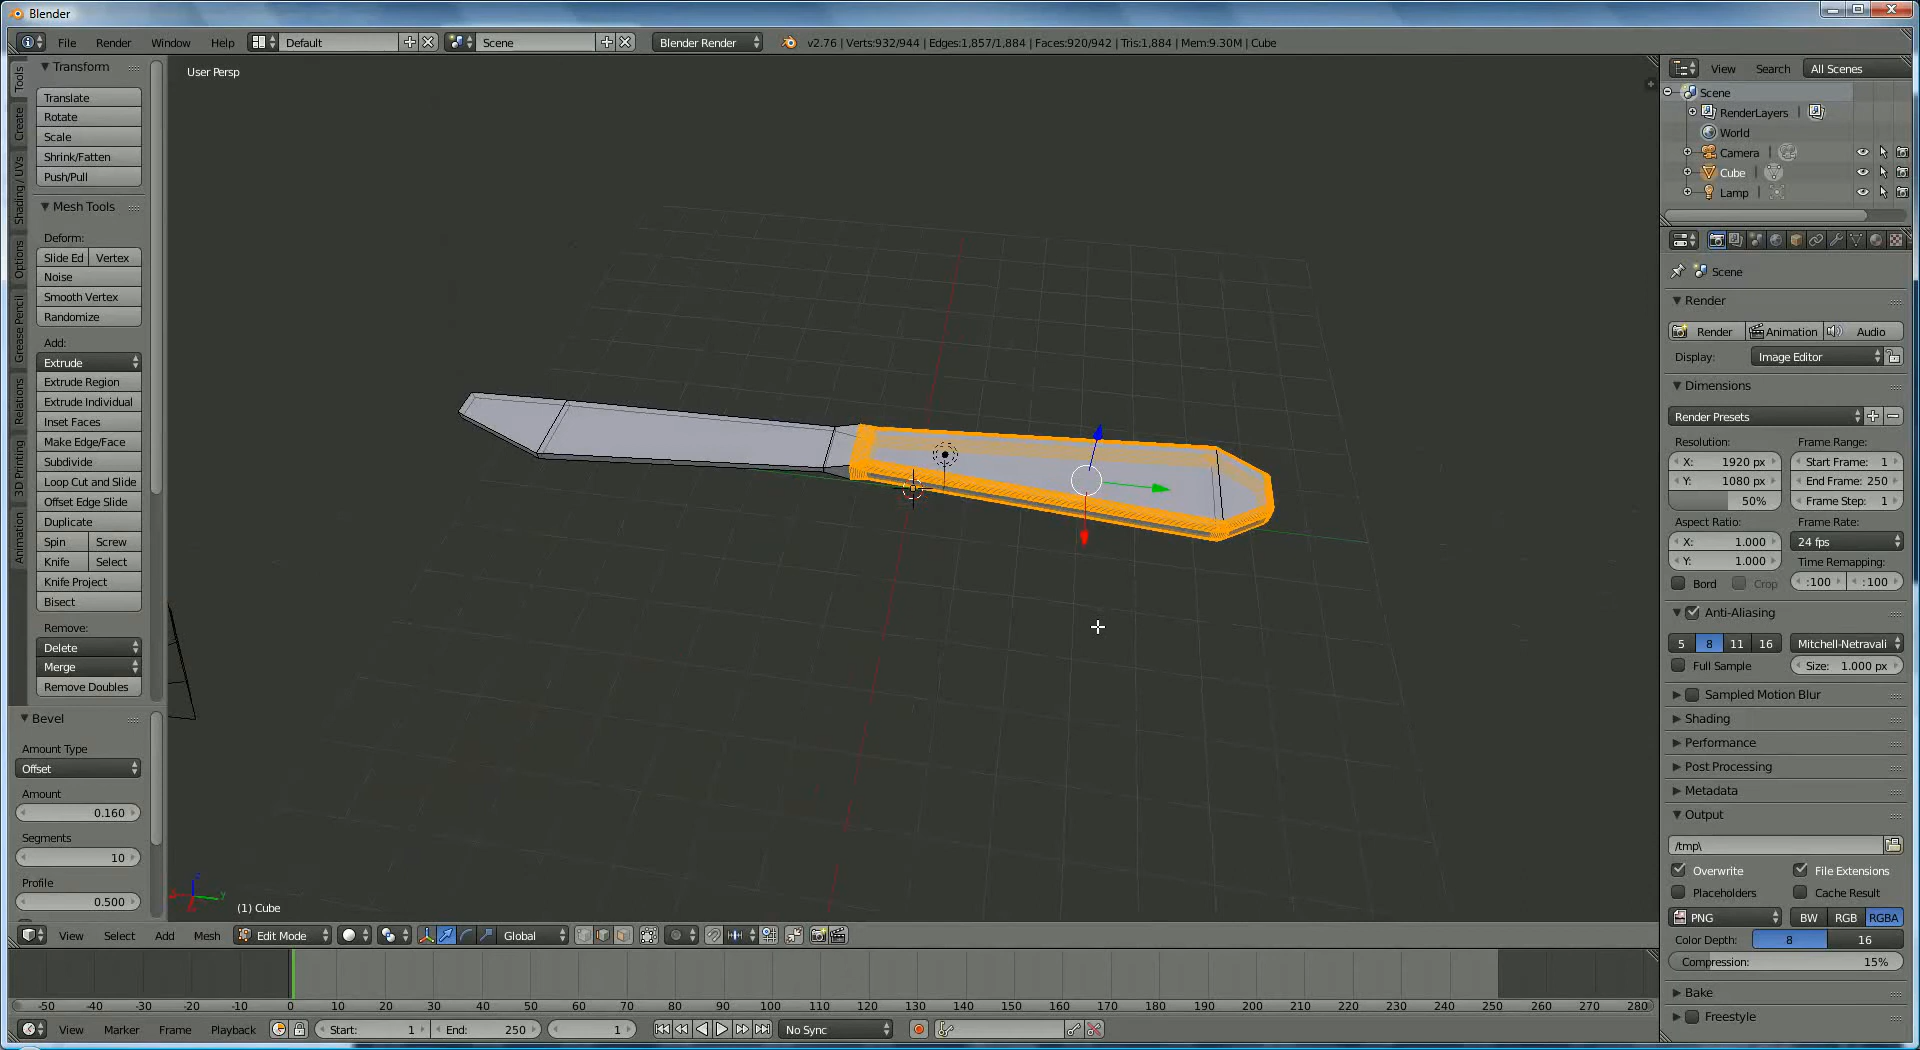 Blender
File Render Window Help Default Scene Blender Render v2.76 | Verts:932/944 | Edges:1,857/1,884 | Faces:920/942 | Tris:1,884 | Mem:9.30M | Cube
User Persp
(1) Cube
Tools
Create
Shading / UVs
Options
Grease Pencil
Relations
3D Printing
Animation
Transform
Translate
Rotate
Scale
Shrink/Fatten
Push/Pull
Mesh Tools
Deform:
Slide Ed Vertex
Noise
Smooth Vertex
Randomize
Add:
Extrude
Extrude Region
Extrude Individual
Inset Faces
Make Edge/Face
Subdivide
Loop Cut and Slide
Offset Edge Slide
Duplicate
Spin Screw
Knife Select
Knife Project
Bisect
Remove:
Delete
Merge
Remove Doubles
Bevel
Amount Type
Offset
Amount
0.160
Segments
10
Profile
0.500
View Select Add Mesh Edit Mode Global
-50 -40 -30 -20 -10 0 10 20 30 40 50 60 70 80 90 100 110 120 130 140 150 160 170 180 190 200 210 220 230 240 250 260 270 280
View Marker Frame Playback Start: 1 End: 250 1 No Sync
View Search All Scenes
Scene
RenderLayers
World
Camera
Cube
Lamp
Scene
Render
Render Animation Audio
Display: Image Editor
Dimensions
Render Presets
Resolution: Frame Range:
X: 1920 px Start Frame: 1
Y: 1080 px End Frame: 250
50% Frame Step: 1
Aspect Ratio: Frame Rate:
X: 1.000 24 fps
Y: 1.000 Time Remapping:
Bord Crop :100 :100
Anti-Aliasing
5 8 11 16 Mitchell-Netravali
Full Sample Size: 1.000 px
Sampled Motion Blur
Shading
Performance
Post Processing
Metadata
Output
/tmp\
Overwrite File Extensions
Placeholders Cache Result
PNG BW RGB RGBA
Color Depth: 8 16
Compression: 15%
Bake
Freestyle